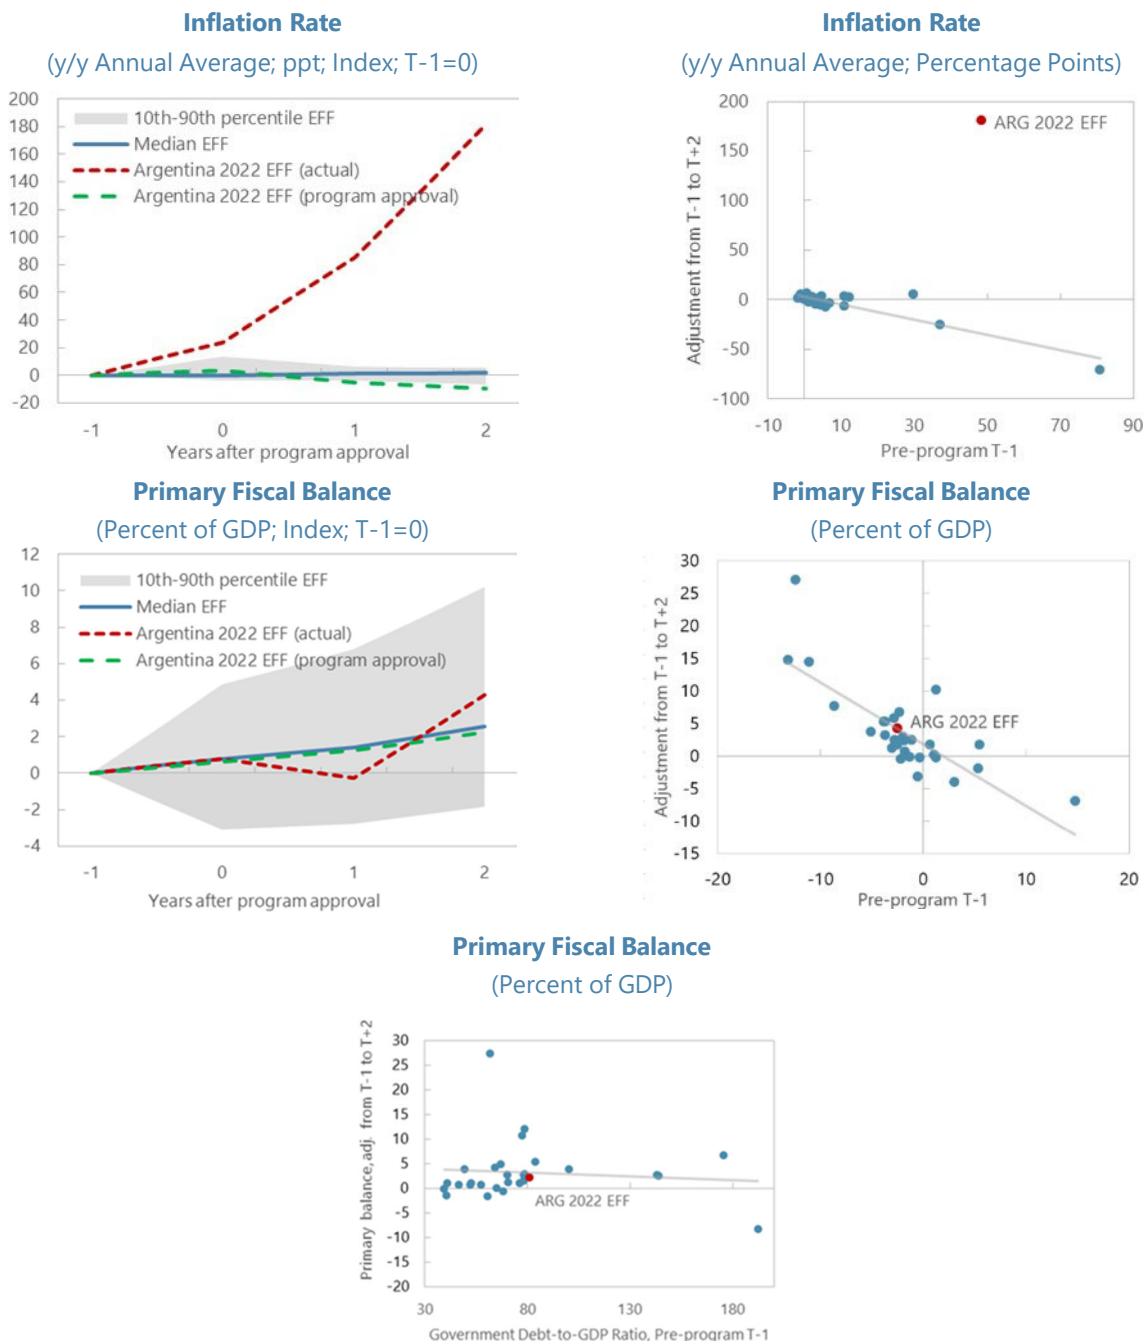 Inflation Rate
(y/y Annual Average; ppt; Index; T-1=0)
200
180
160
140
120
100
80
60
40
20
0
-20
10th-90th percentile EFF
Median EFF
Argentina 2022 EFF (actual)
Argentina 2022 EFF (program approval)
-1
0
1
2
Years after program approval
Inflation Rate
(y/y Annual Average; Percentage Points)
Adjustment from T-1 to T+2
200
150
100
50
0
-50
-100
ARG 2022 EFF
-10
10
30
50
70
90
Pre-program T-1
Primary Fiscal Balance
(Percent of GDP; Index; T-1=0)
12
10
8
6
4
2
0
-2
-4
10th-90th percentile EFF
Median EFF
Argentina 2022 EFF (actual)
Argentina 2022 EFF (program approval)
-1
0
1
2
Years after program approval
Primary Fiscal Balance
(Percent of GDP)
Adjustment from T-1 to T+2
30
25
20
15
10
5
0
-5
-10
-15
ARG 2022 EFF
-20
-10
0
10
20
Pre-program T-1
Primary Fiscal Balance
(Percent of GDP)
Primary balance, adj. from T-1 to T+2
30
25
20
15
10
5
0
-5
-10
-15
-20
ARG 2022 EFF
30
80
130
180
Government Debt-to-GDP Ratio, Pre-program T-1